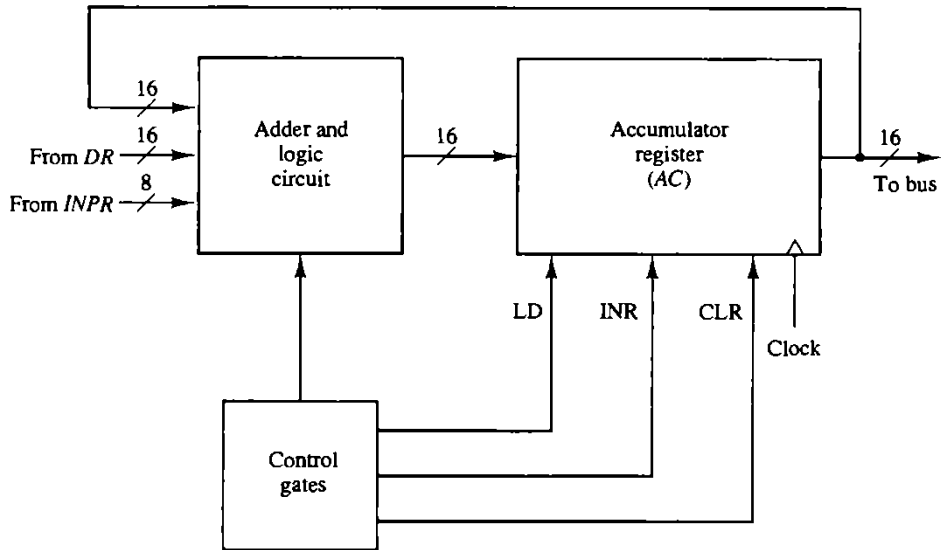 16
16
From DR
8
From INPR
Adder and
logic
circuit
16
Accumulator
register
(AC)
16
To bus
LD
INR
CLR
Clock
Control
gates